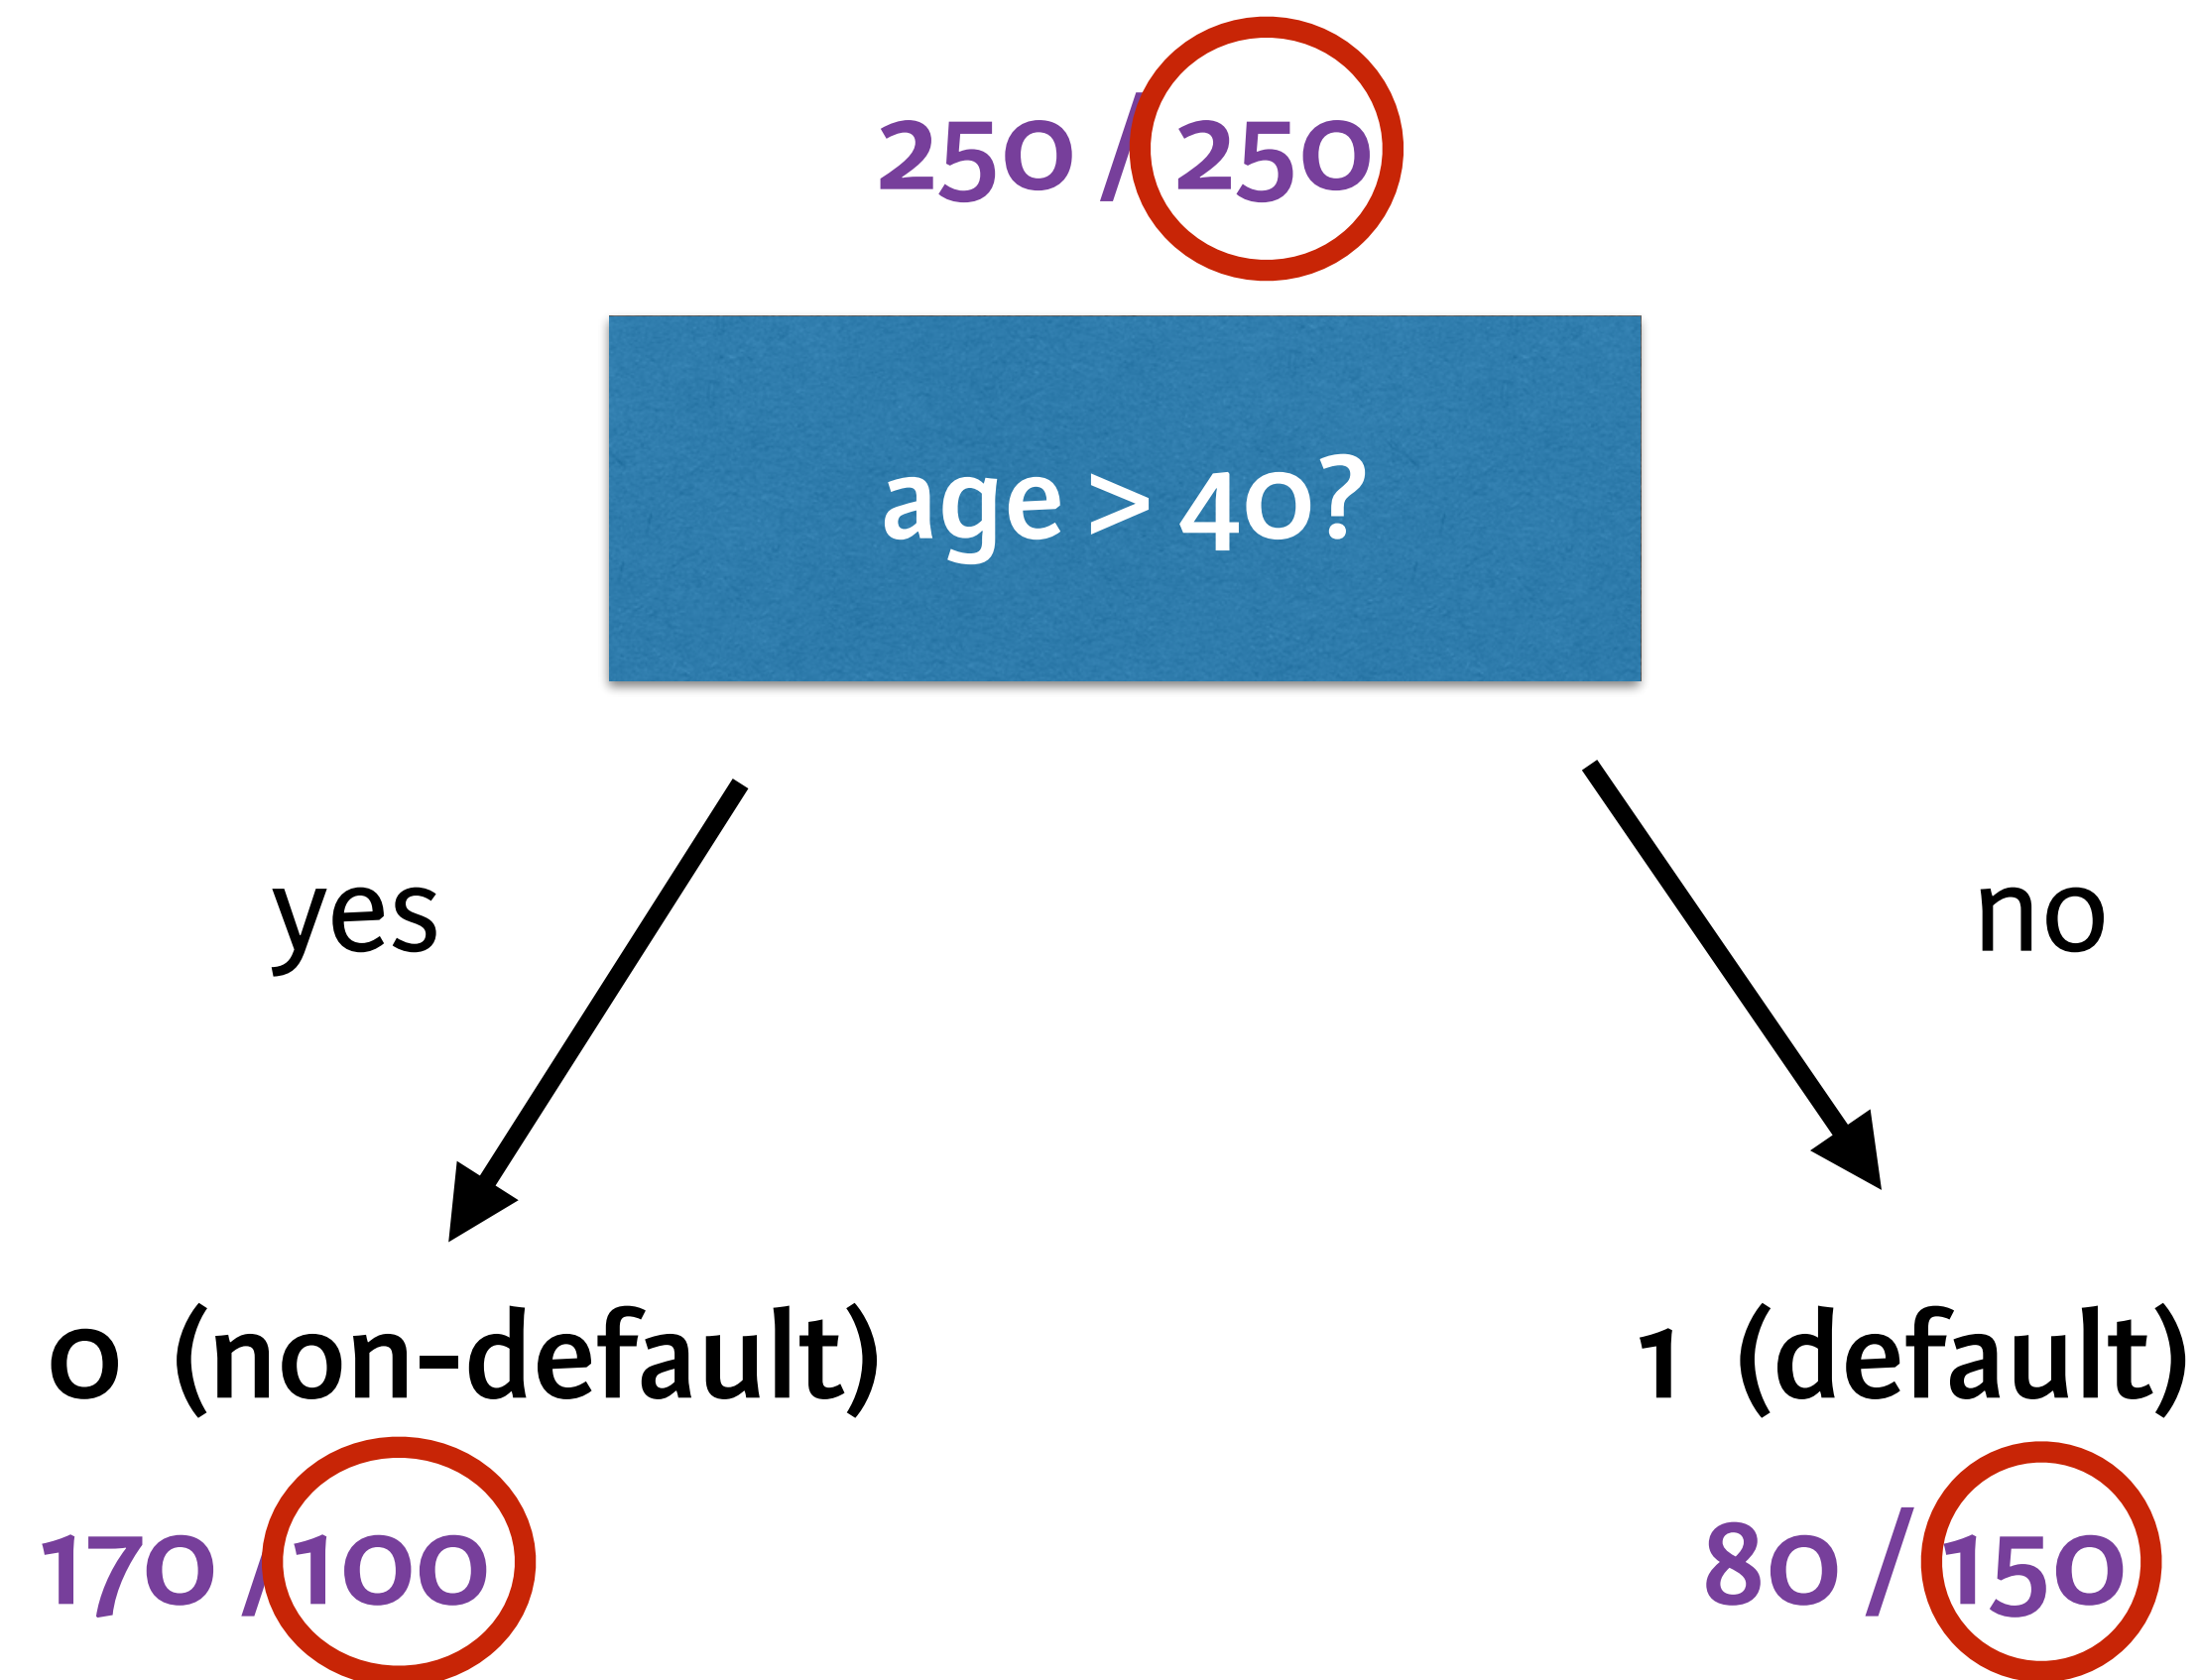 250 / 250
age > 40?
yes
no
0 (non-default)
1 (default)
170 / 100
80 / 150